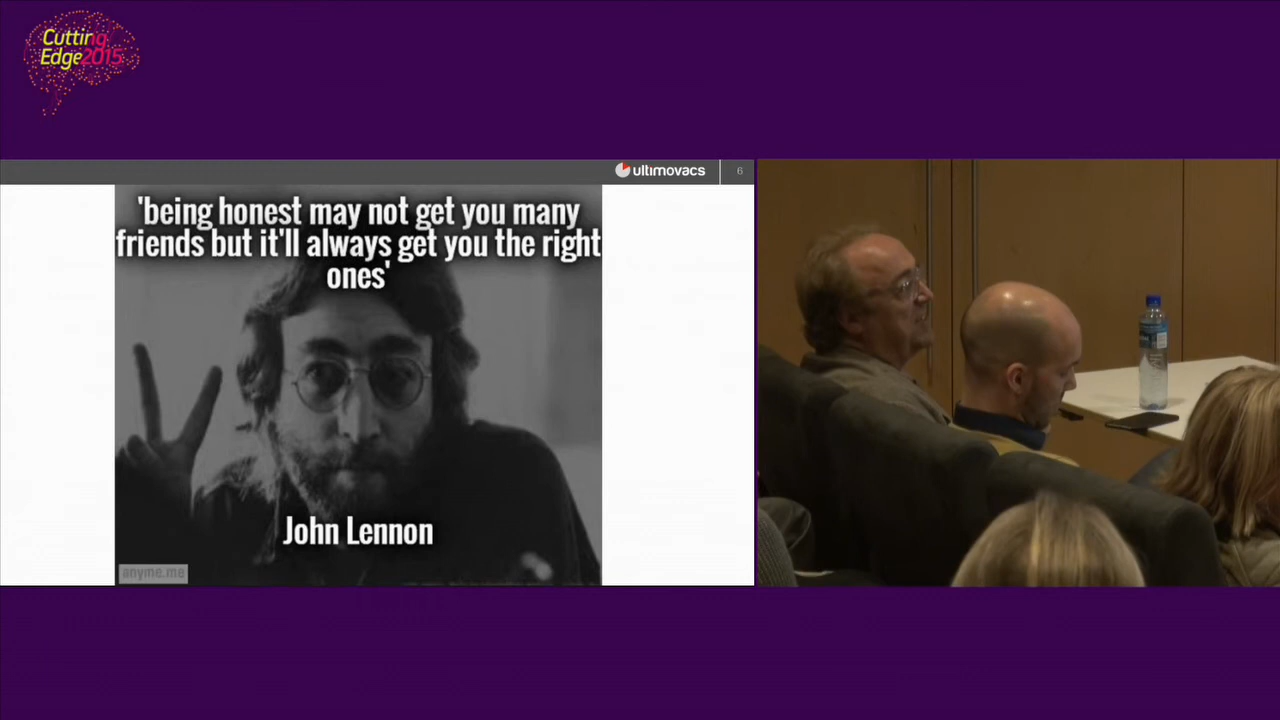 Cutting
Edge2015
ultimovacs
6
'being honest may not get you many
friends but it'll always get you the right
ones'
John Lennon
anyme.me